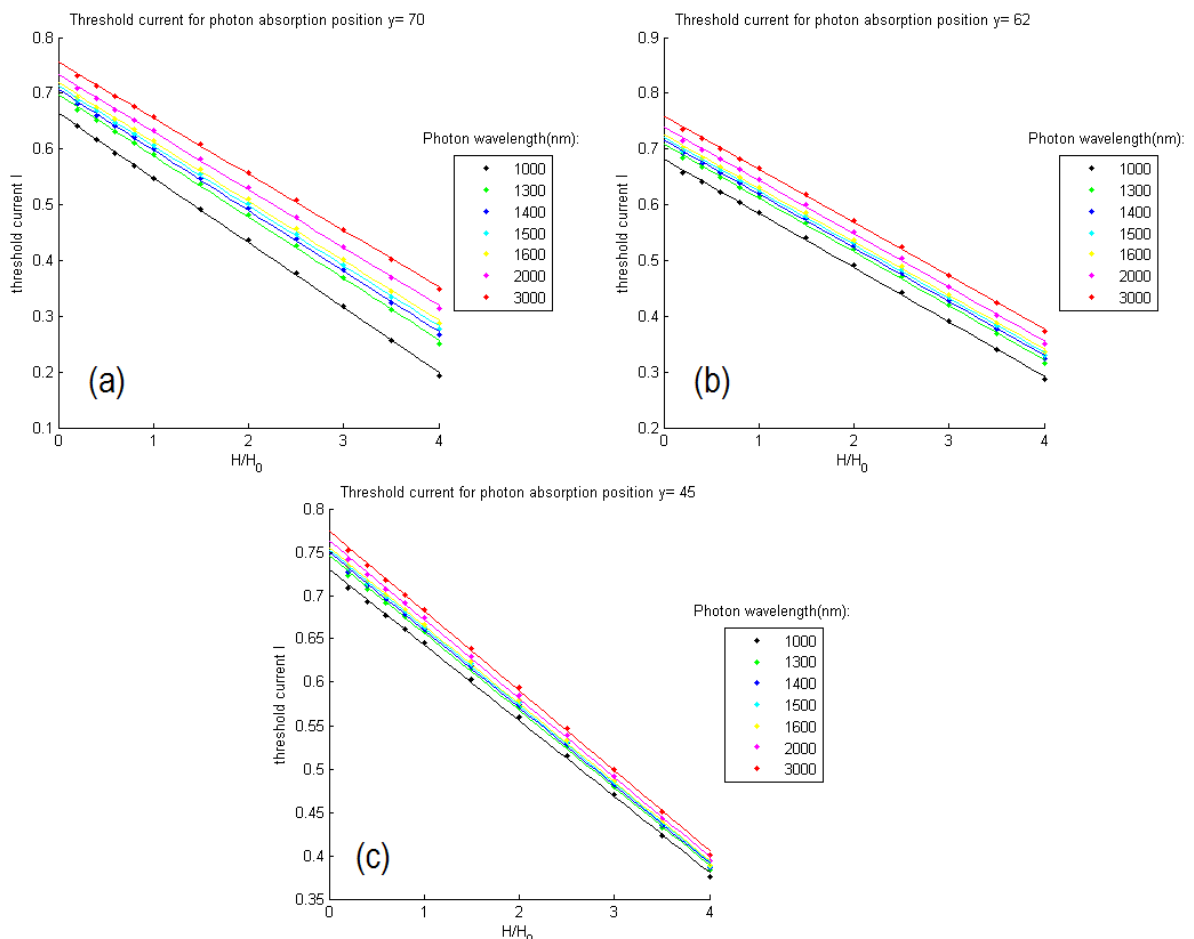 Threshold current for photon absorption position y= 70
0.8
0.7
0.6
0.5
0.4
0.3
0.2
0.1
threshold current I
0 1 2 3 4
H/H₀
Photon wavelength(nm):
1000
1300
1400
1500
1600
2000
3000
(a)
Threshold current for photon absorption position y= 62
0.9
0.8
0.7
0.6
0.5
0.4
0.3
0.2
threshold current I
0 1 2 3 4
H/H₀
Photon wavelength(nm):
1000
1300
1400
1500
1600
2000
3000
(b)
Threshold current for photon absorption position y= 45
0.8
0.75
0.7
0.65
0.6
0.55
0.5
0.45
0.4
0.35
threshold current I
0 1 2 3 4
H/H₀
Photon wavelength(nm):
1000
1300
1400
1500
1600
2000
3000
(c)